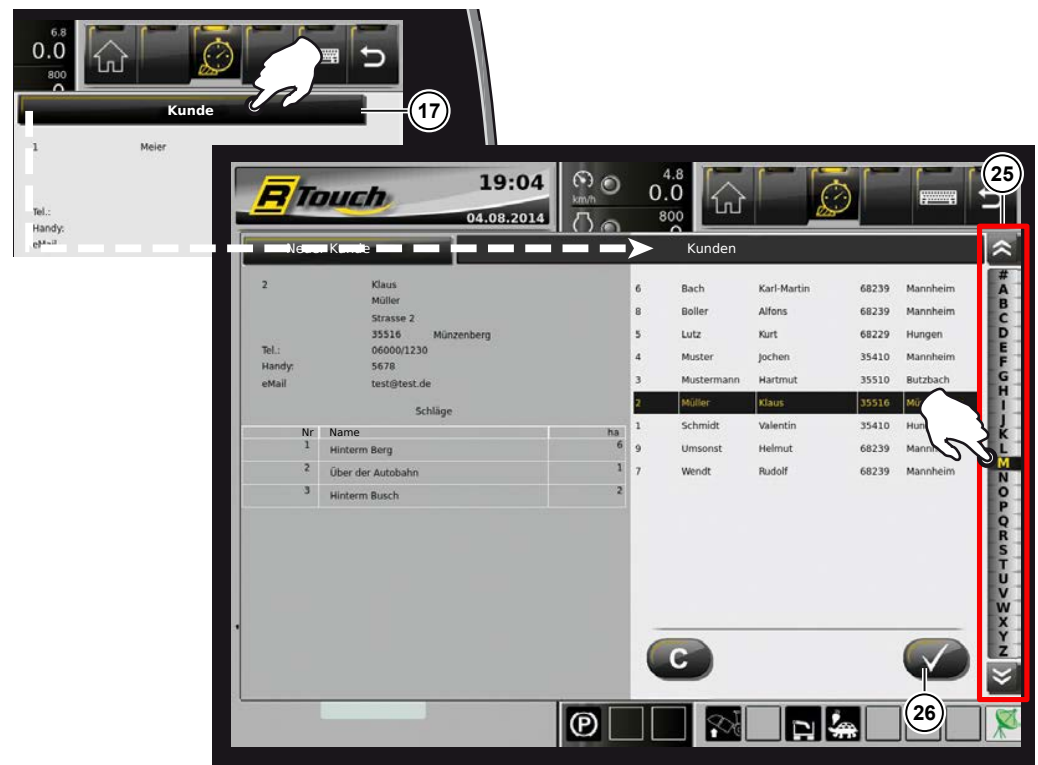 6.8
0.0
800
Kunde
17
1 Meier
Tel.:
Handy:
eMail
25
R Touch
19:04
04.08.2014
km/h
4.8
0.0
800
Neuer Kunde
Kunden
2 Klaus
Müller
Strasse 2
35516 Münzenberg
Tel.: 06000/1230
Handy: 5678
eMail test@test.de
Schläge
Nr Name ha
1 Hinterm Berg 6
2 Über der Autobahn 1
3 Hinterm Busch 2
6 Bach Karl-Martin 68239 Mannheim
8 Boller Alfons 68239 Mannheim
5 Lutz Kurt 68229 Hungen
4 Muster Jochen 35410 Mannheim
3 Mustermann Hartmut 35510 Butzbach
2 Müller Klaus 35516
1 Schmidt Valentin 35410
9 Umsonst Helmut 68239
7 Wendt Rudolf 68239 Mannheim
#
A
B
C
D
E
F
G
H
I
J
K
L
M
N
O
P
Q
R
S
T
U
V
W
X
Y
Z
C
26
P